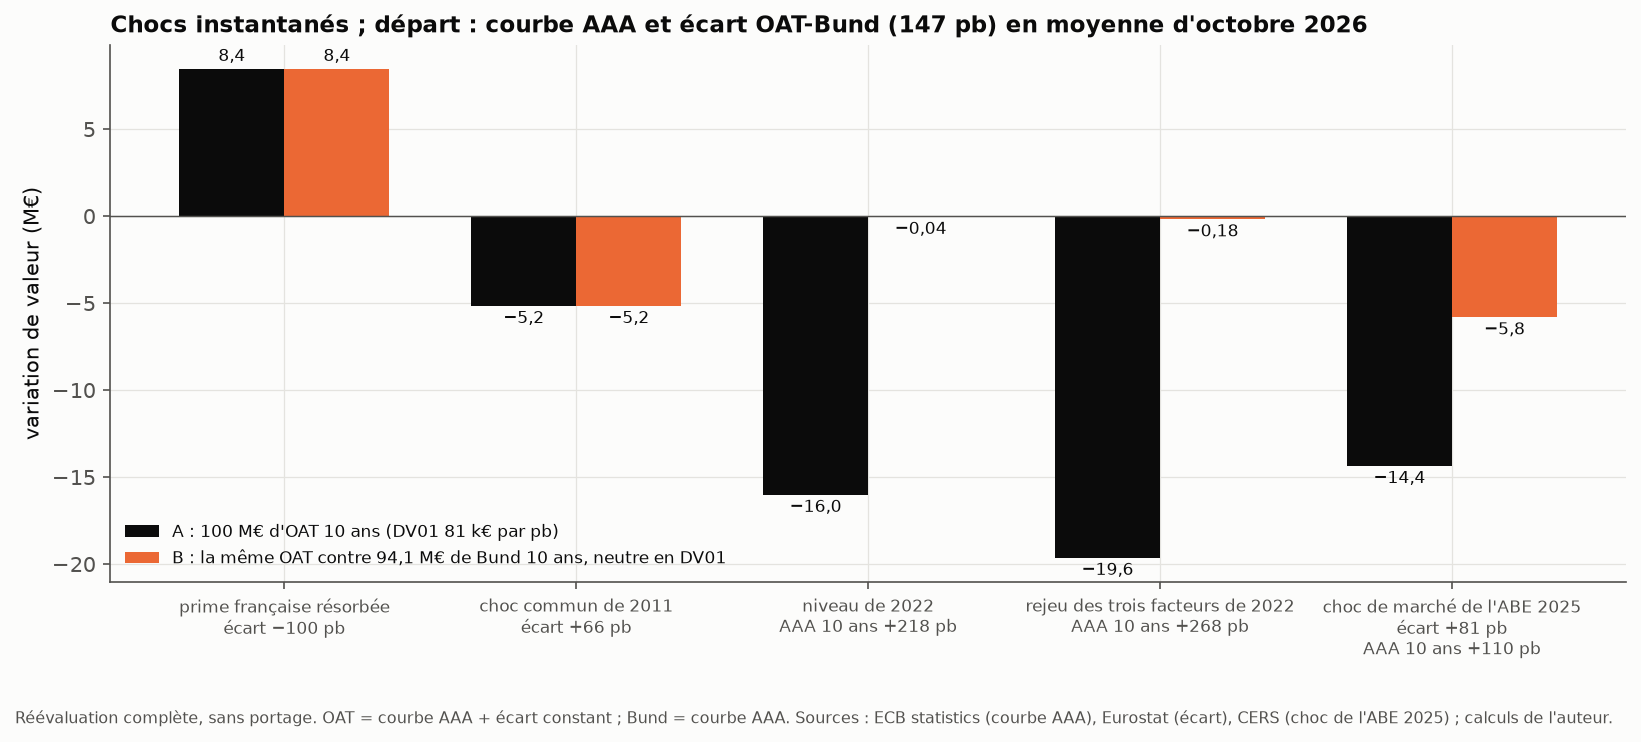 Chocs instantanés ; départ : courbe AAA et écart OAT-Bund (147 pb) en moyenne d'octobre 2026
variation de valeur (M€)
5
0
−5
−10
−15
−20
8,4
8,4
−5,2
−5,2
−16,0
−0,04
−19,6
−0,18
−14,4
−5,8
A : 100 M€ d'OAT 10 ans (DV01 81 k€ par pb)
B : la même OAT contre 94,1 M€ de Bund 10 ans, neutre en DV01
prime française résorbée
écart −100 pb
choc commun de 2011
écart +66 pb
niveau de 2022
AAA 10 ans +218 pb
rejeu des trois facteurs de 2022
AAA 10 ans +268 pb
choc de marché de l'ABE 2025
écart +81 pb
AAA 10 ans +110 pb
Réévaluation complète, sans portage. OAT = courbe AAA + écart constant ; Bund = courbe AAA. Sources : ECB statistics (courbe AAA), Eurostat (écart), CERS (choc de l'ABE 2025) ; calculs de l'auteur.